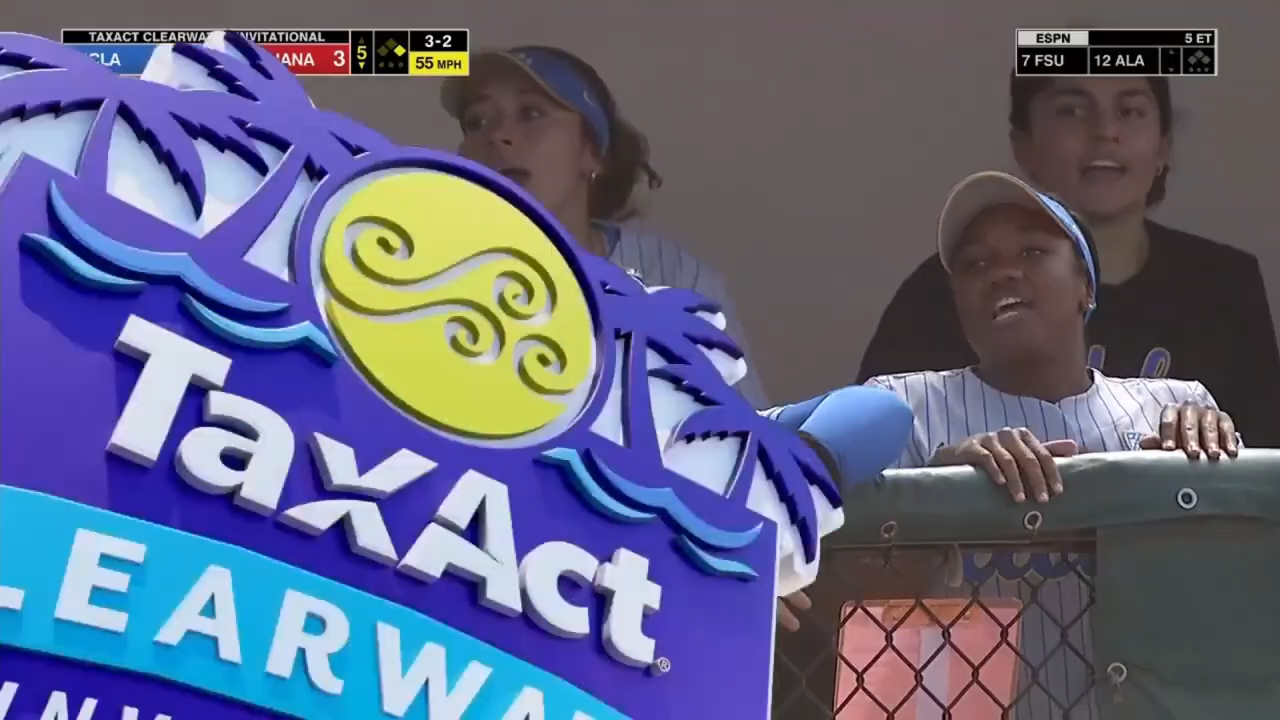 TAXACT CLEARWA INVITATIONAL
CLA
IANA 3
5
3-2
55 MPH
ESPN 5 ET
7 FSU 12 ALA
TaxAct®
LEARWA